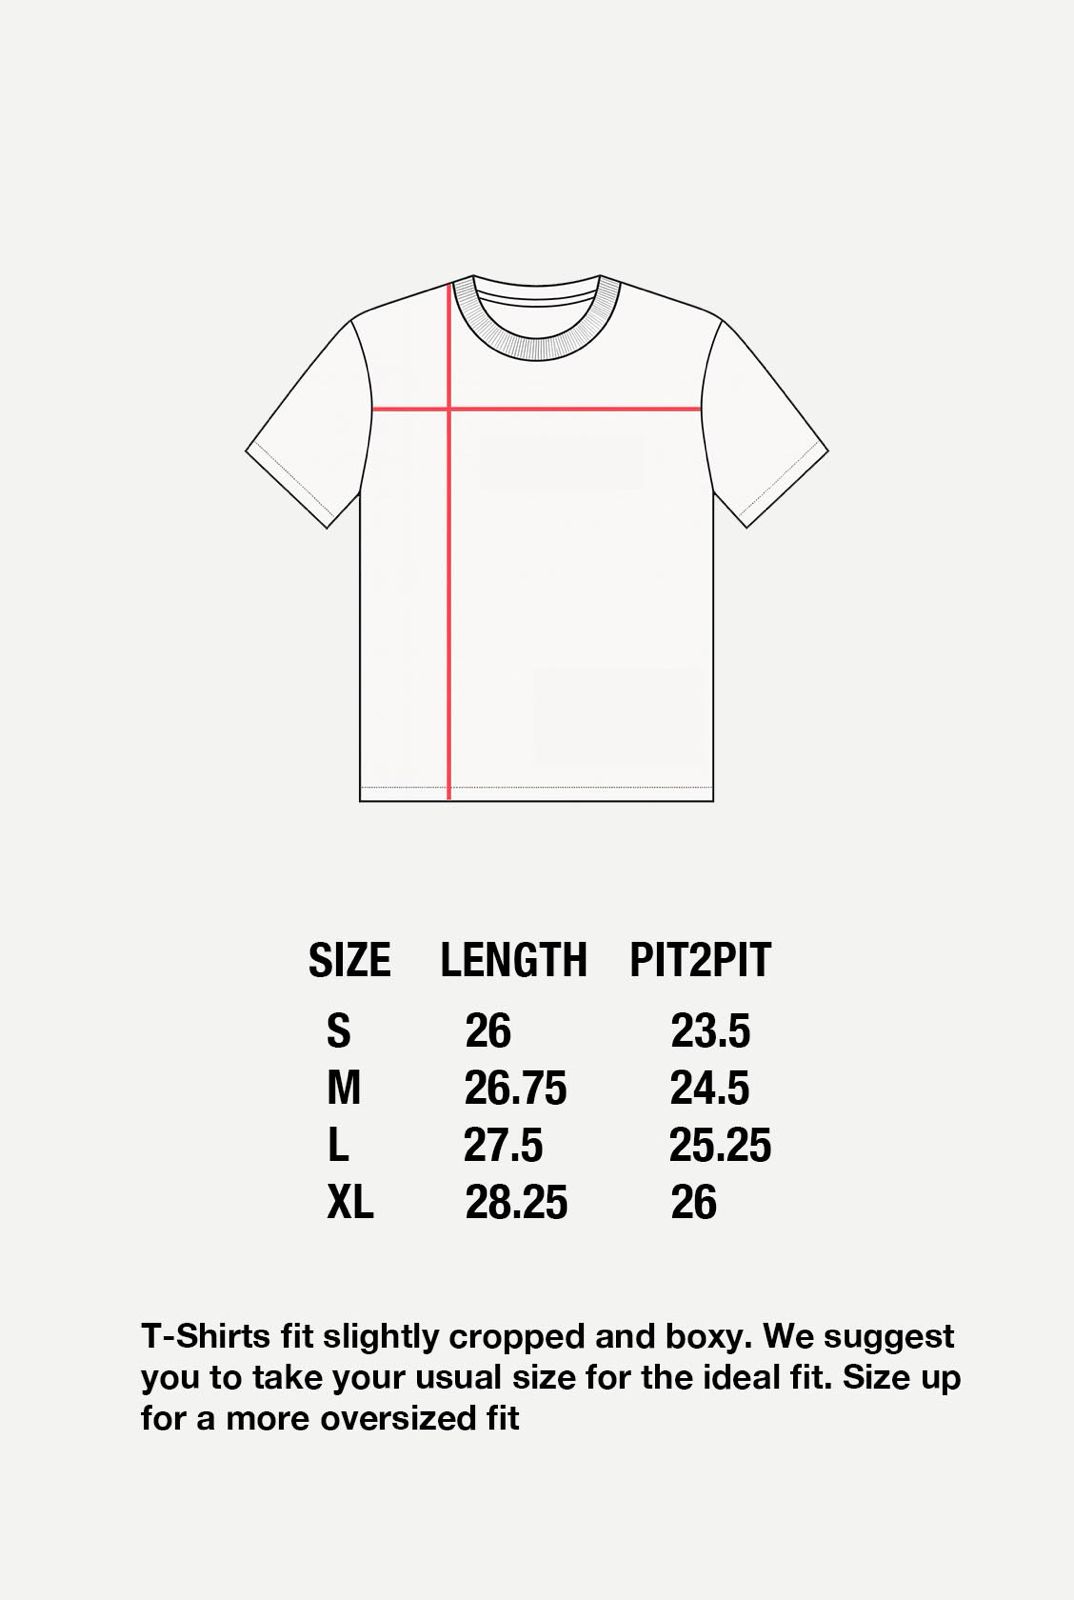 SIZE LENGTH PIT2PIT
S 26 23.5
M 26.75 24.5
L 27.5 25.25
XL 28.25 26
T-Shirts fit slightly cropped and boxy. We suggest
you to take your usual size for the ideal fit. Size up
for a more oversized fit